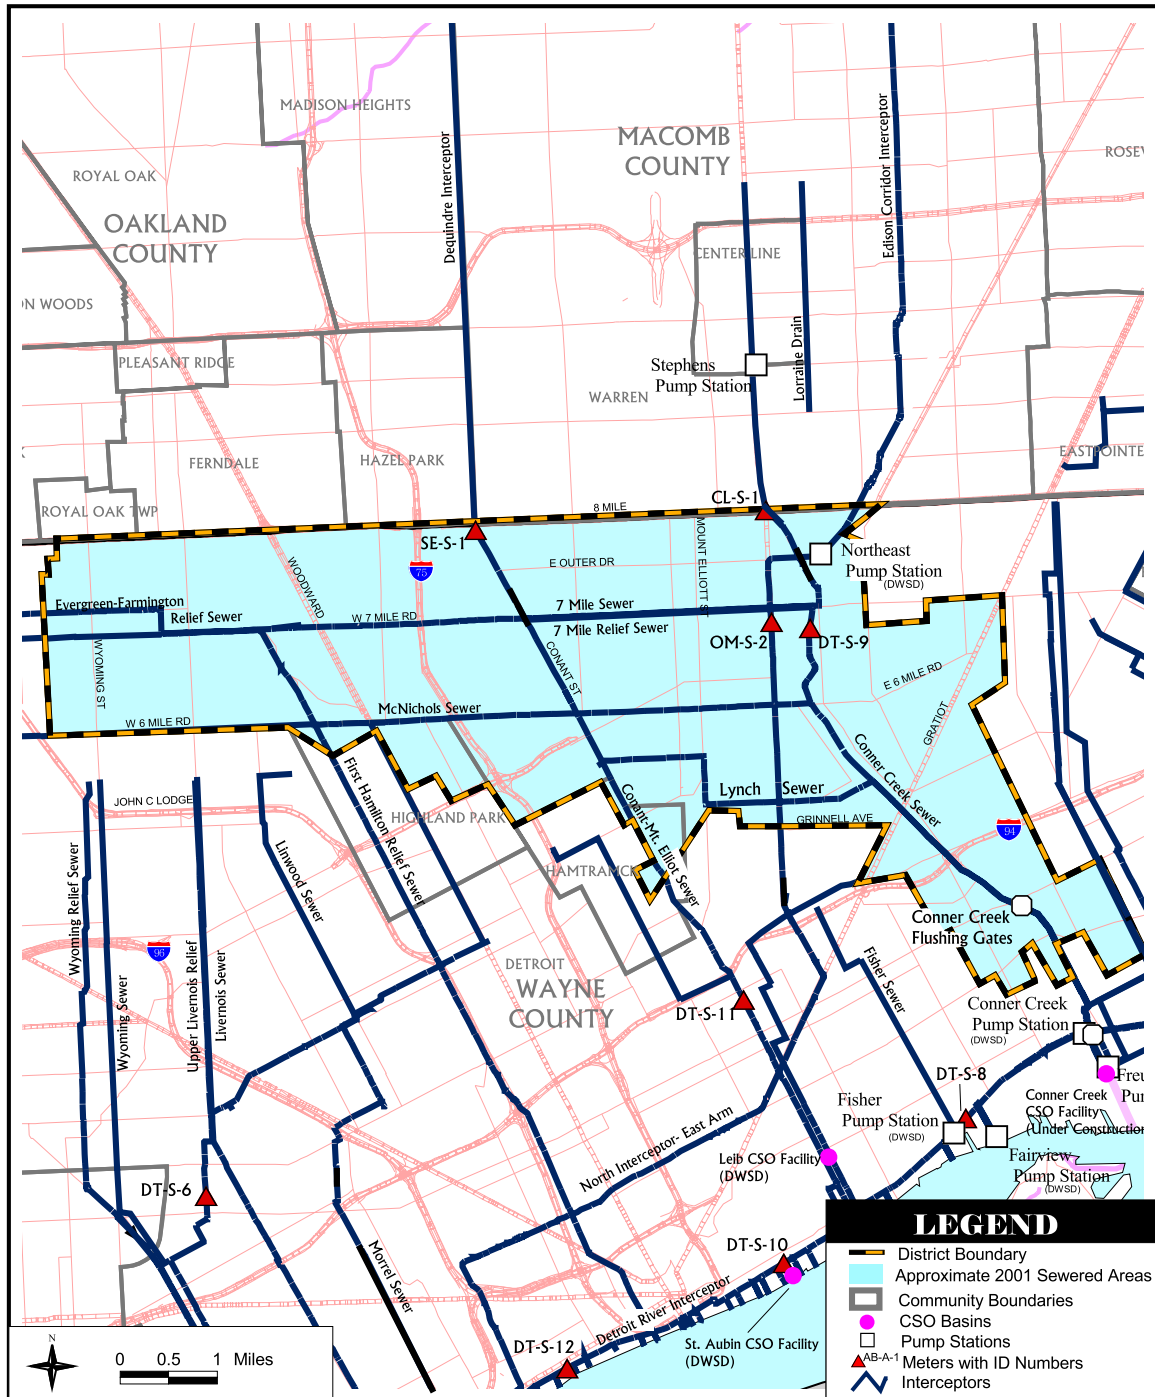 MADISON HEIGHTS
MACOMB
COUNTY
ROYAL OAK
OAKLAND
COUNTY
Dequindre Interceptor
Edison Corridor Interceptor
CENTER LINE
PLEASANT RIDGE
Stephens
Pump Station
Lorraine Drain
WARREN
FERNDALE
HAZEL PARK
EASTPOINTE
ROYAL OAK TWP
CL-S-1
8 MILE
SE-S-1
E OUTER DR
MOUNT ELLIOTT ST
Northeast
Pump Station
(DWSD)
WOODWARD
75
Evergreen-Farmington
Relief Sewer
W 7 MILE RD
7 Mile Sewer
7 Mile Relief Sewer
OM-S-2
DT-S-9
WYOMING ST
CONANT ST
E 6 MILE RD
W 6 MILE RD
McNichols Sewer
GRATIOT
Conner Creek Sewer
First Hamilton Relief Sewer
JOHN C LODGE
HIGHLAND PARK
Lynch Sewer
GRINNELL AVE
94
Conant-Mt. Elliot Sewer
Linwood Sewer
HAMTRAMCK
Wyoming Relief Sewer
Wyoming Sewer
Upper Livernois Relief
Livernois Sewer
96
DETROIT
WAYNE
COUNTY
Conner Creek
Flushing Gates
Fisher Sewer
DT-S-11
Conner Creek
Pump Station
(DWSD)
DT-S-8
Fisher
Pump Station
(DWSD)
Conner Creek
CSO Facility
(Under Construction
Fairview
Pump Station
(DWSD)
North Interceptor- East Arm
Leib CSO Facility
(DWSD)
DT-S-6
Morrel Sewer
DT-S-10
Detroit River Interceptor
St. Aubin CSO Facility
(DWSD)
DT-S-12
N
0 0.5 1 Miles
LEGEND
District Boundary
Approximate 2001 Sewered Areas
Community Boundaries
CSO Basins
Pump Stations
AB-A-1 Meters with ID Numbers
Interceptors